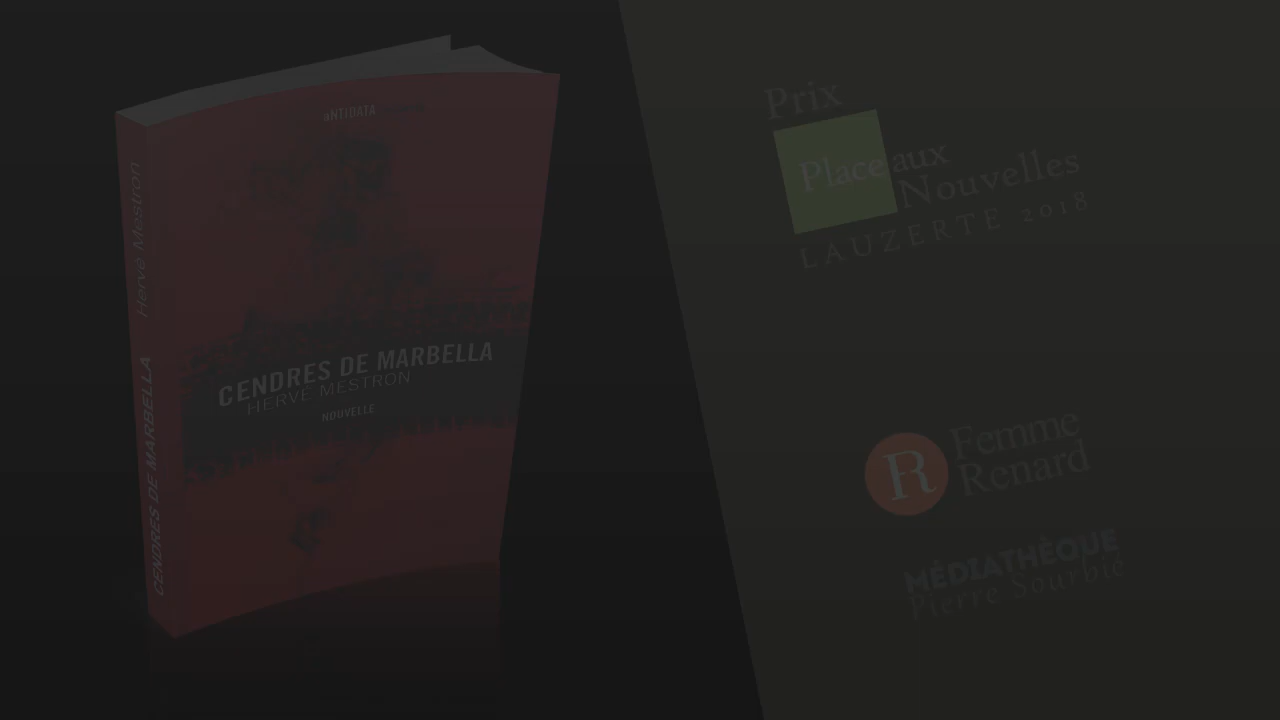 aNTIDATA
CENDRES DE MARBELLA
HERVÉ MESTRON
NOUVELLE
CENDRES DE MARBELLA Hervé Mestron
Prix
Place aux
Nouvelles
LAUZERTE 2018
R Femme
Renard
MÉDIATHÈQUE
Pierre Sourbié